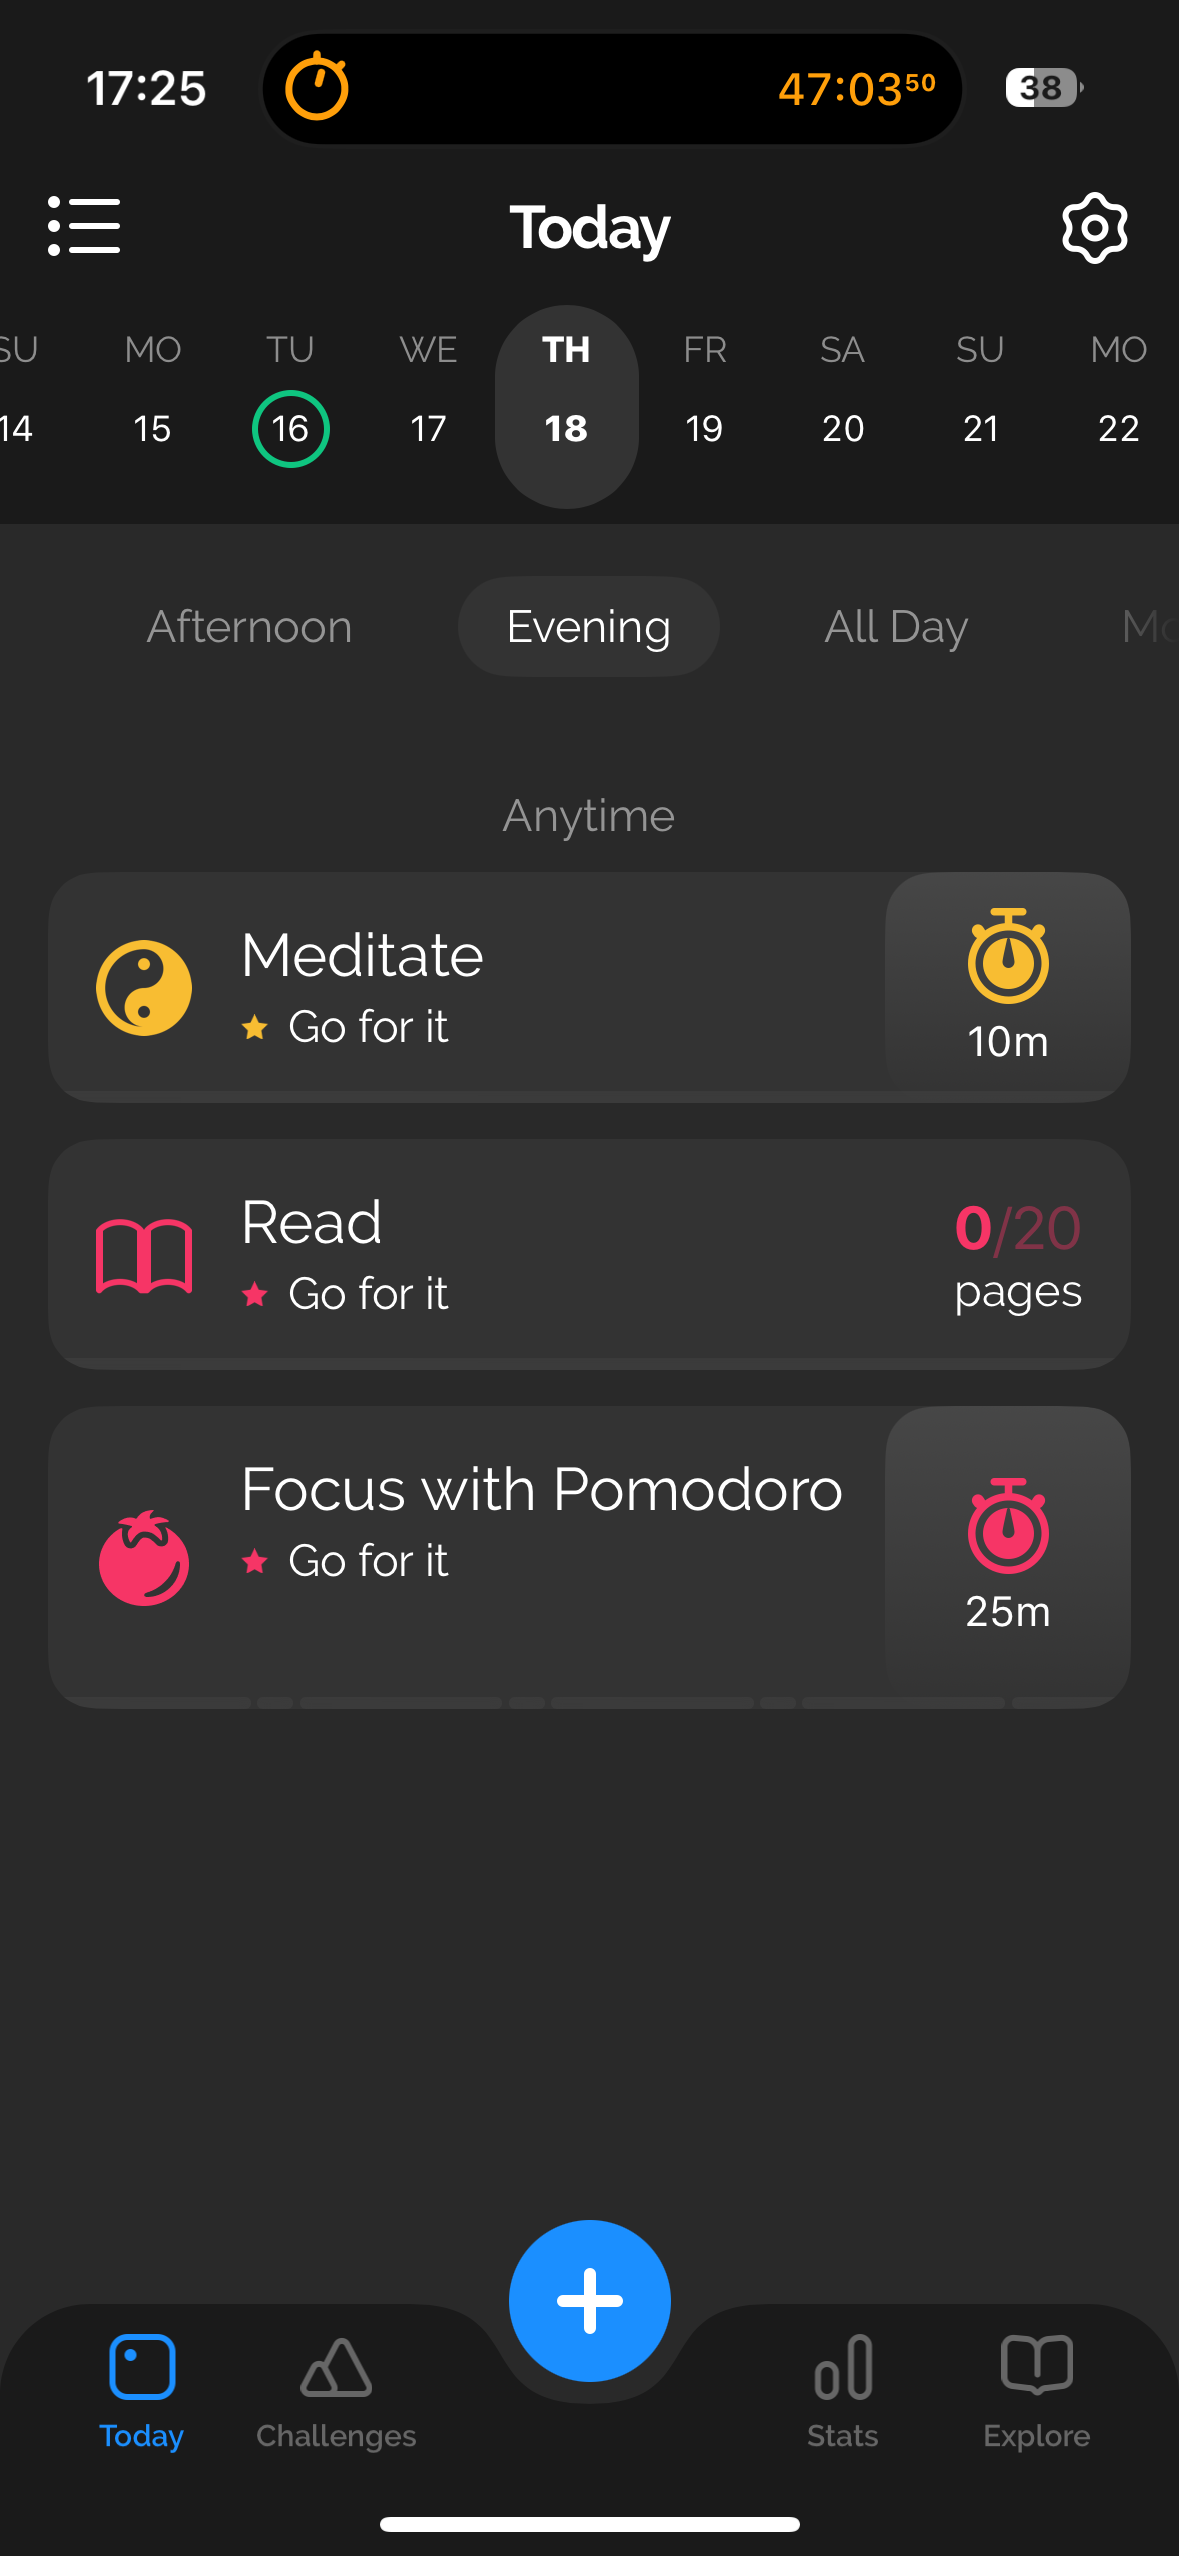 17:25 47:03⁵⁰ 38
Today
SU MO TU WE TH FR SA SU MO
14 15 16 17 18 19 20 21 22
Afternoon Evening All Day
Anytime
Meditate
Go for it
10m
Read
Go for it
0/20
pages
Focus with Pomodoro
Go for it
25m
Today Challenges Stats Explore